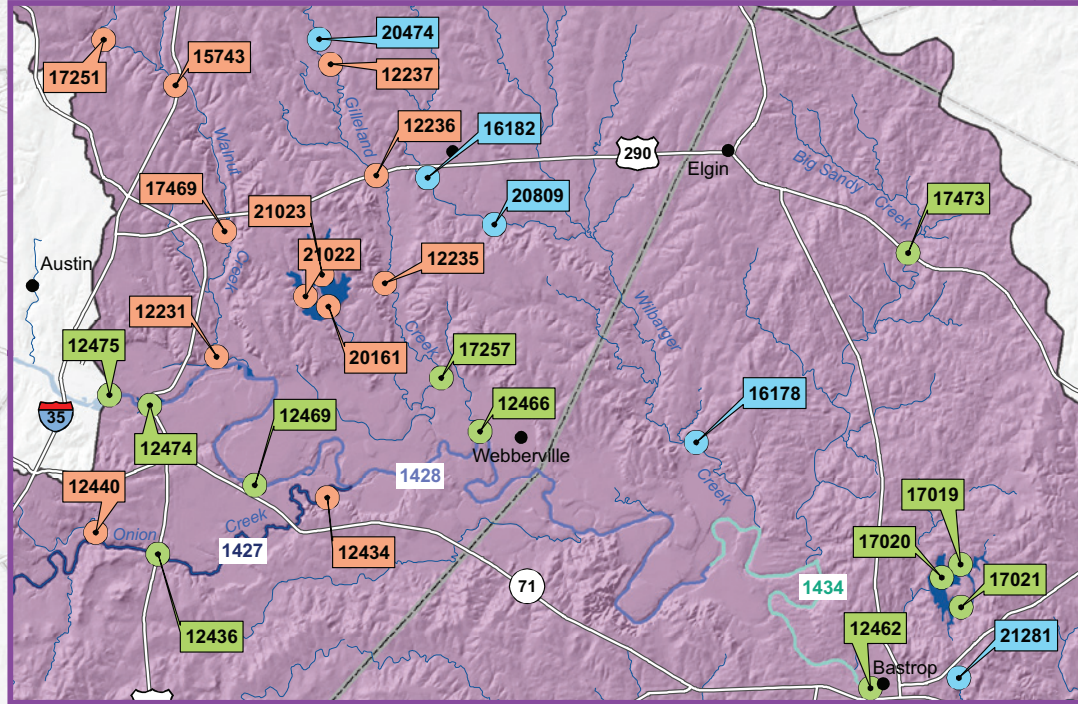 20474
15743
17251
12237
Gilleland
12236
16182
Walnut
290
Elgin
Big Sandy
Creek
17469
21023
20809
17473
21022
12235
Creek
Austin
12231
Wilbarger
12475
20161
Creek
17257
16178
35
12474
12469
12466
Webberville
1428
Creek
12440
17019
Onion
Creek
1427
12434
17020
71
1434
17021
12436
12462
21281
Bastrop